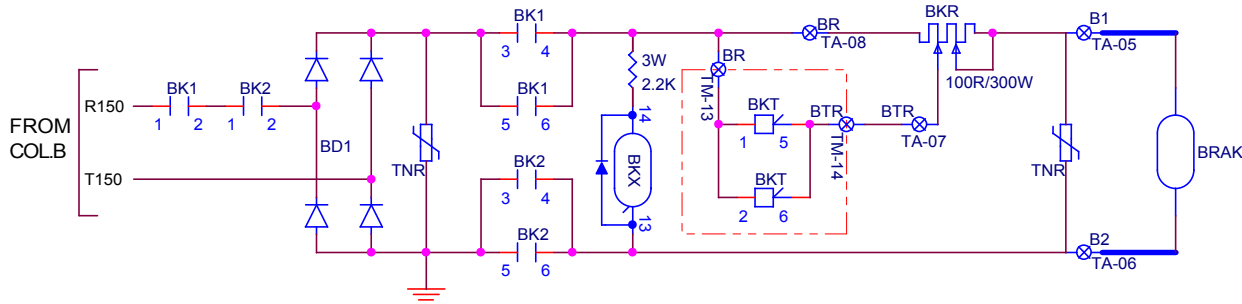 BK1
3 4
BK1
5 6
FROM
COL.B
R150
BK1
1 2
BK2
1 2
T150
BD1
TNR
BK2
3 4
BK2
5 6
3W
2.2K
14
BKX
13
BR
TM-13
BKT
1 5
BKT
2 6
BTR
TM-14
BR
TA-08
BTR
TA-07
BKR
100R/300W
TNR
B1
TA-05
BRAK
B2
TA-06